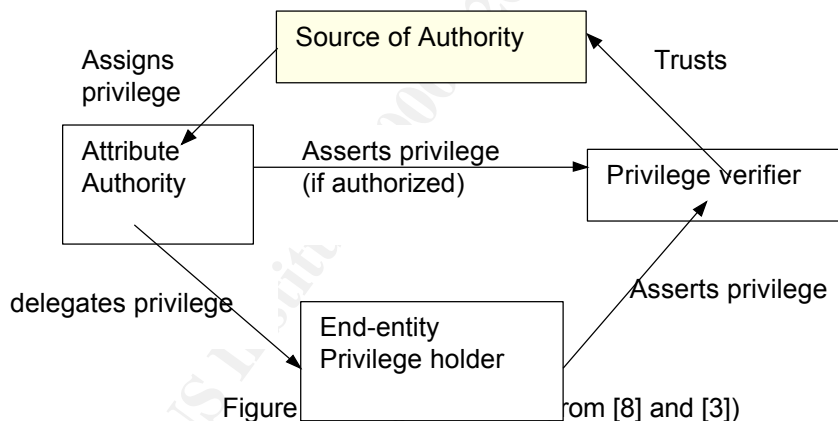 Source of Authority
Assigns
privilege
Trusts
Attribute
Authority
Asserts privilege
(if authorized)
Privilege verifier
delegates privilege
Asserts privilege
End-entity
Privilege holder
Figure
[8] and [3])